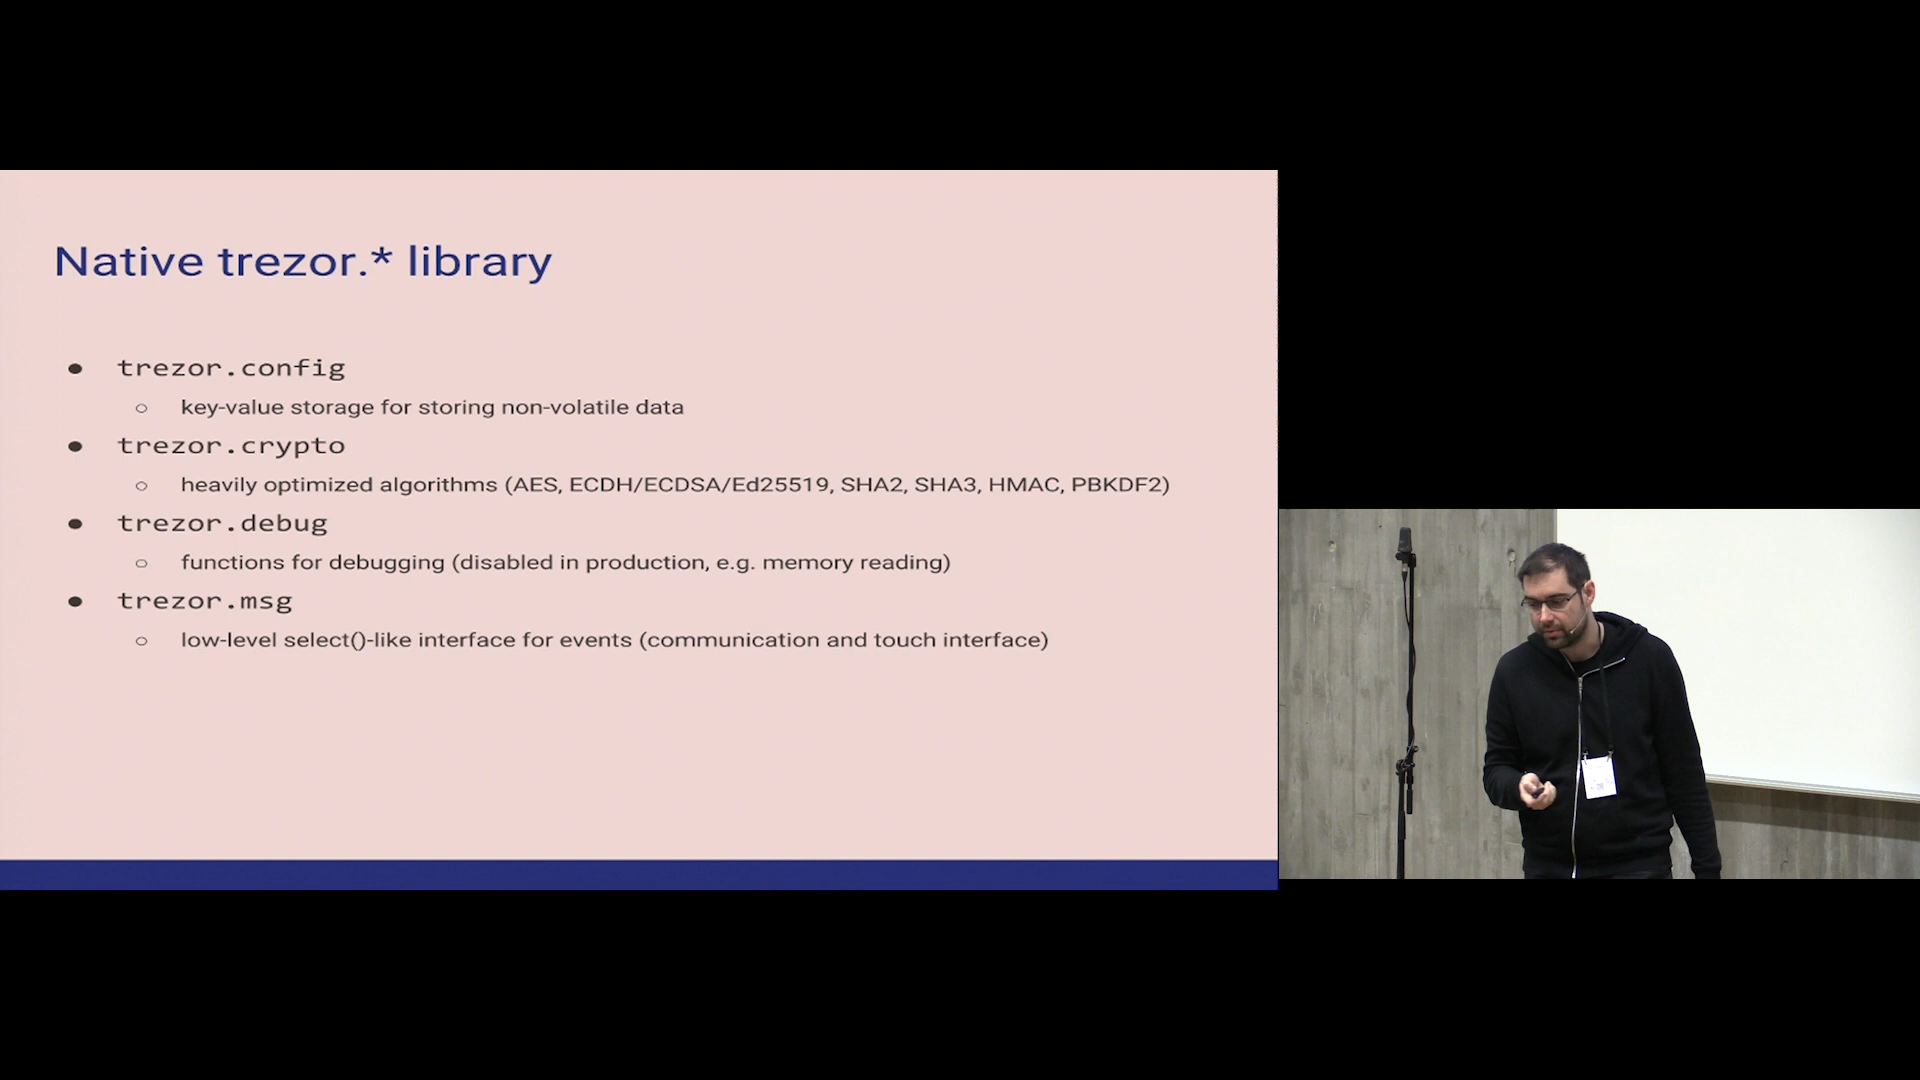 Native trezor.* library
● trezor.config
○ key-value storage for storing non-volatile data
● trezor.crypto
○ heavily optimized algorithms (AES, ECDH/ECDSA/Ed25519, SHA2, SHA3, HMAC, PBKDF2)
● trezor.debug
○ functions for debugging (disabled in production, e.g. memory reading)
● trezor.msg
○ low-level select()-like interface for events (communication and touch interface)